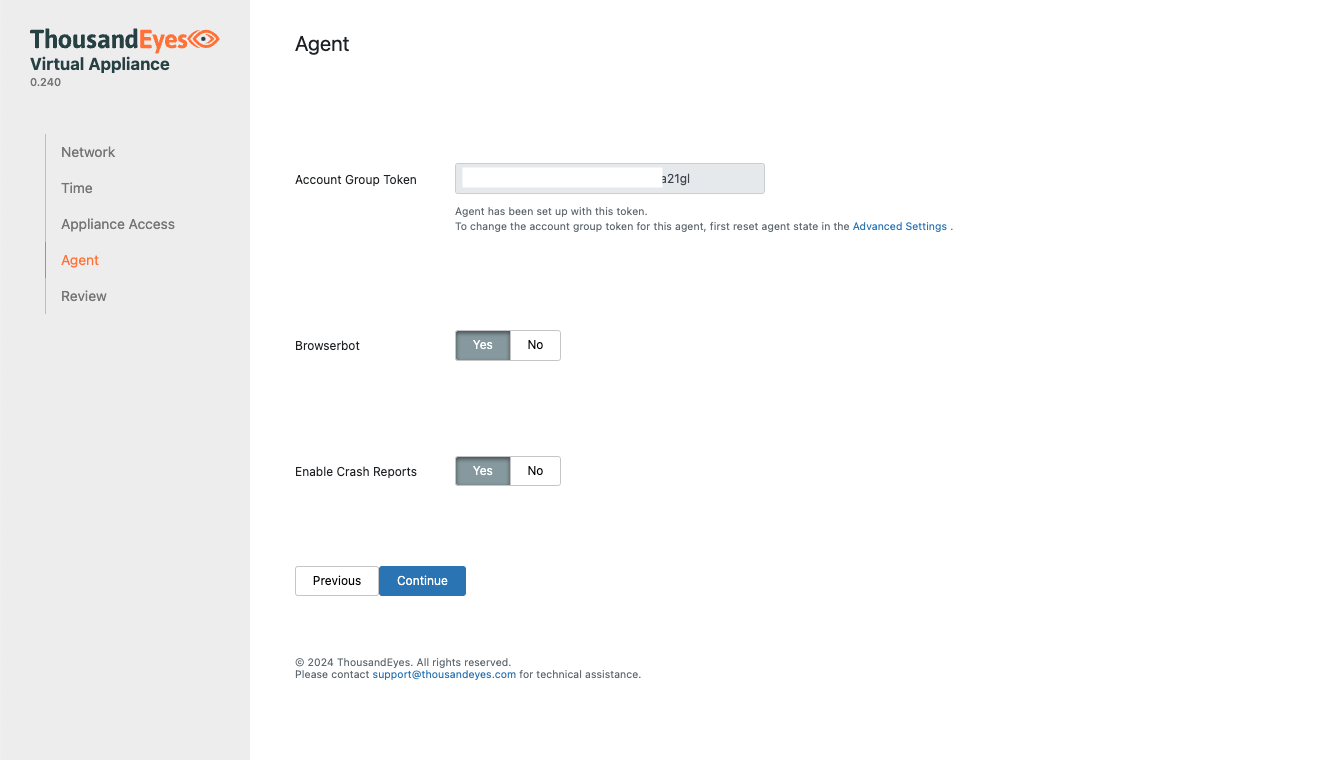 ThousandEyes
Virtual Appliance
0.240
Network
Time
Appliance Access
Agent
Review
Agent
Account Group Token
a21gl
Agent has been set up with this token.
To change the account group token for this agent, first reset agent state in the Advanced Settings .
Browserbot
Yes No
Enable Crash Reports
Yes No
Previous Continue
© 2024 ThousandEyes. All rights reserved.
Please contact support@thousandeyes.com for technical assistance.